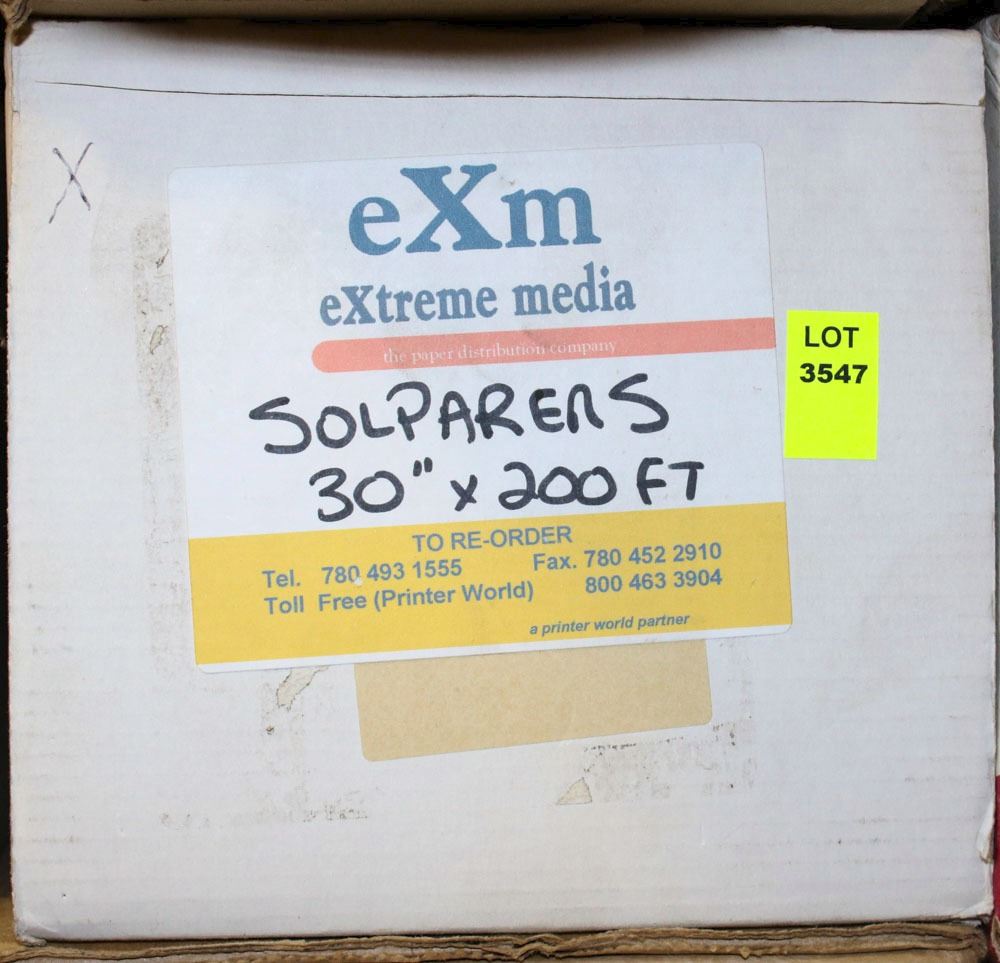 X
eXm
eXtreme media
the paper distribution company
SOLPARERS
30" x 200 FT
LOT
3547
TO RE-ORDER
Tel. 780 493 1555 Fax. 780 452 2910
Toll Free (Printer World) 800 463 3904
a printer world partner